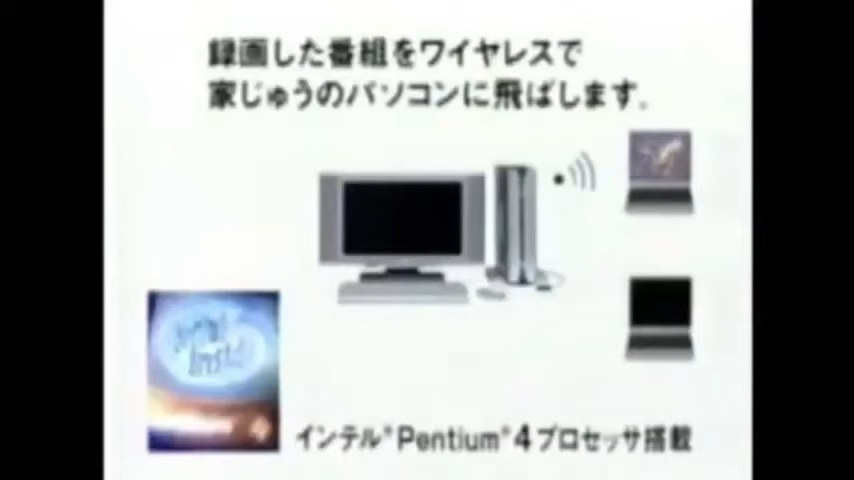 録画した番組をワイヤレスで
家じゅうのパソコンに飛ばします。
インテル®Pentium®4プロセッサ搭載